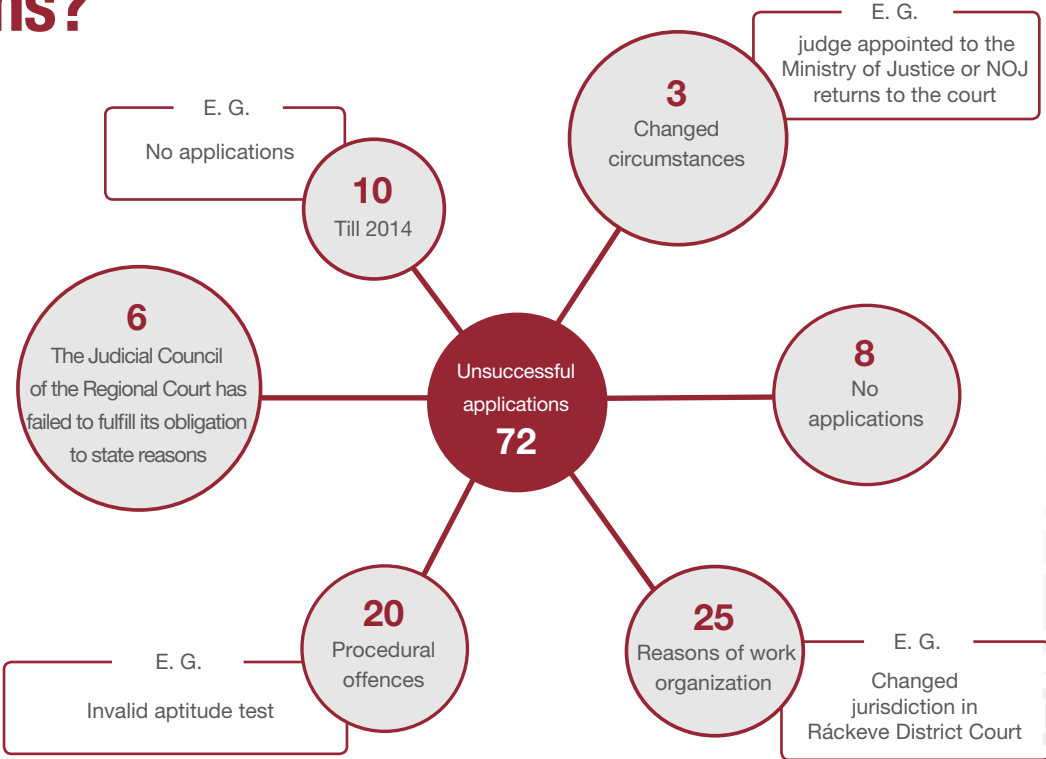 ns?
E. G.
judge appointed to the
Ministry of Justice or NOJ
returns to the court
3
Changed
circumstances
E. G.
No applications
10
Till 2014
6
The Judicial Council
of the Regional Court has
failed to fulfill its obligation
to state reasons
Unsuccessful
applications
72
8
No
applications
20
Procedural
offences
E. G.
Invalid aptitude test
25
Reasons of work
organization
E. G.
Changed
jurisdiction in
Ráckeve District Court